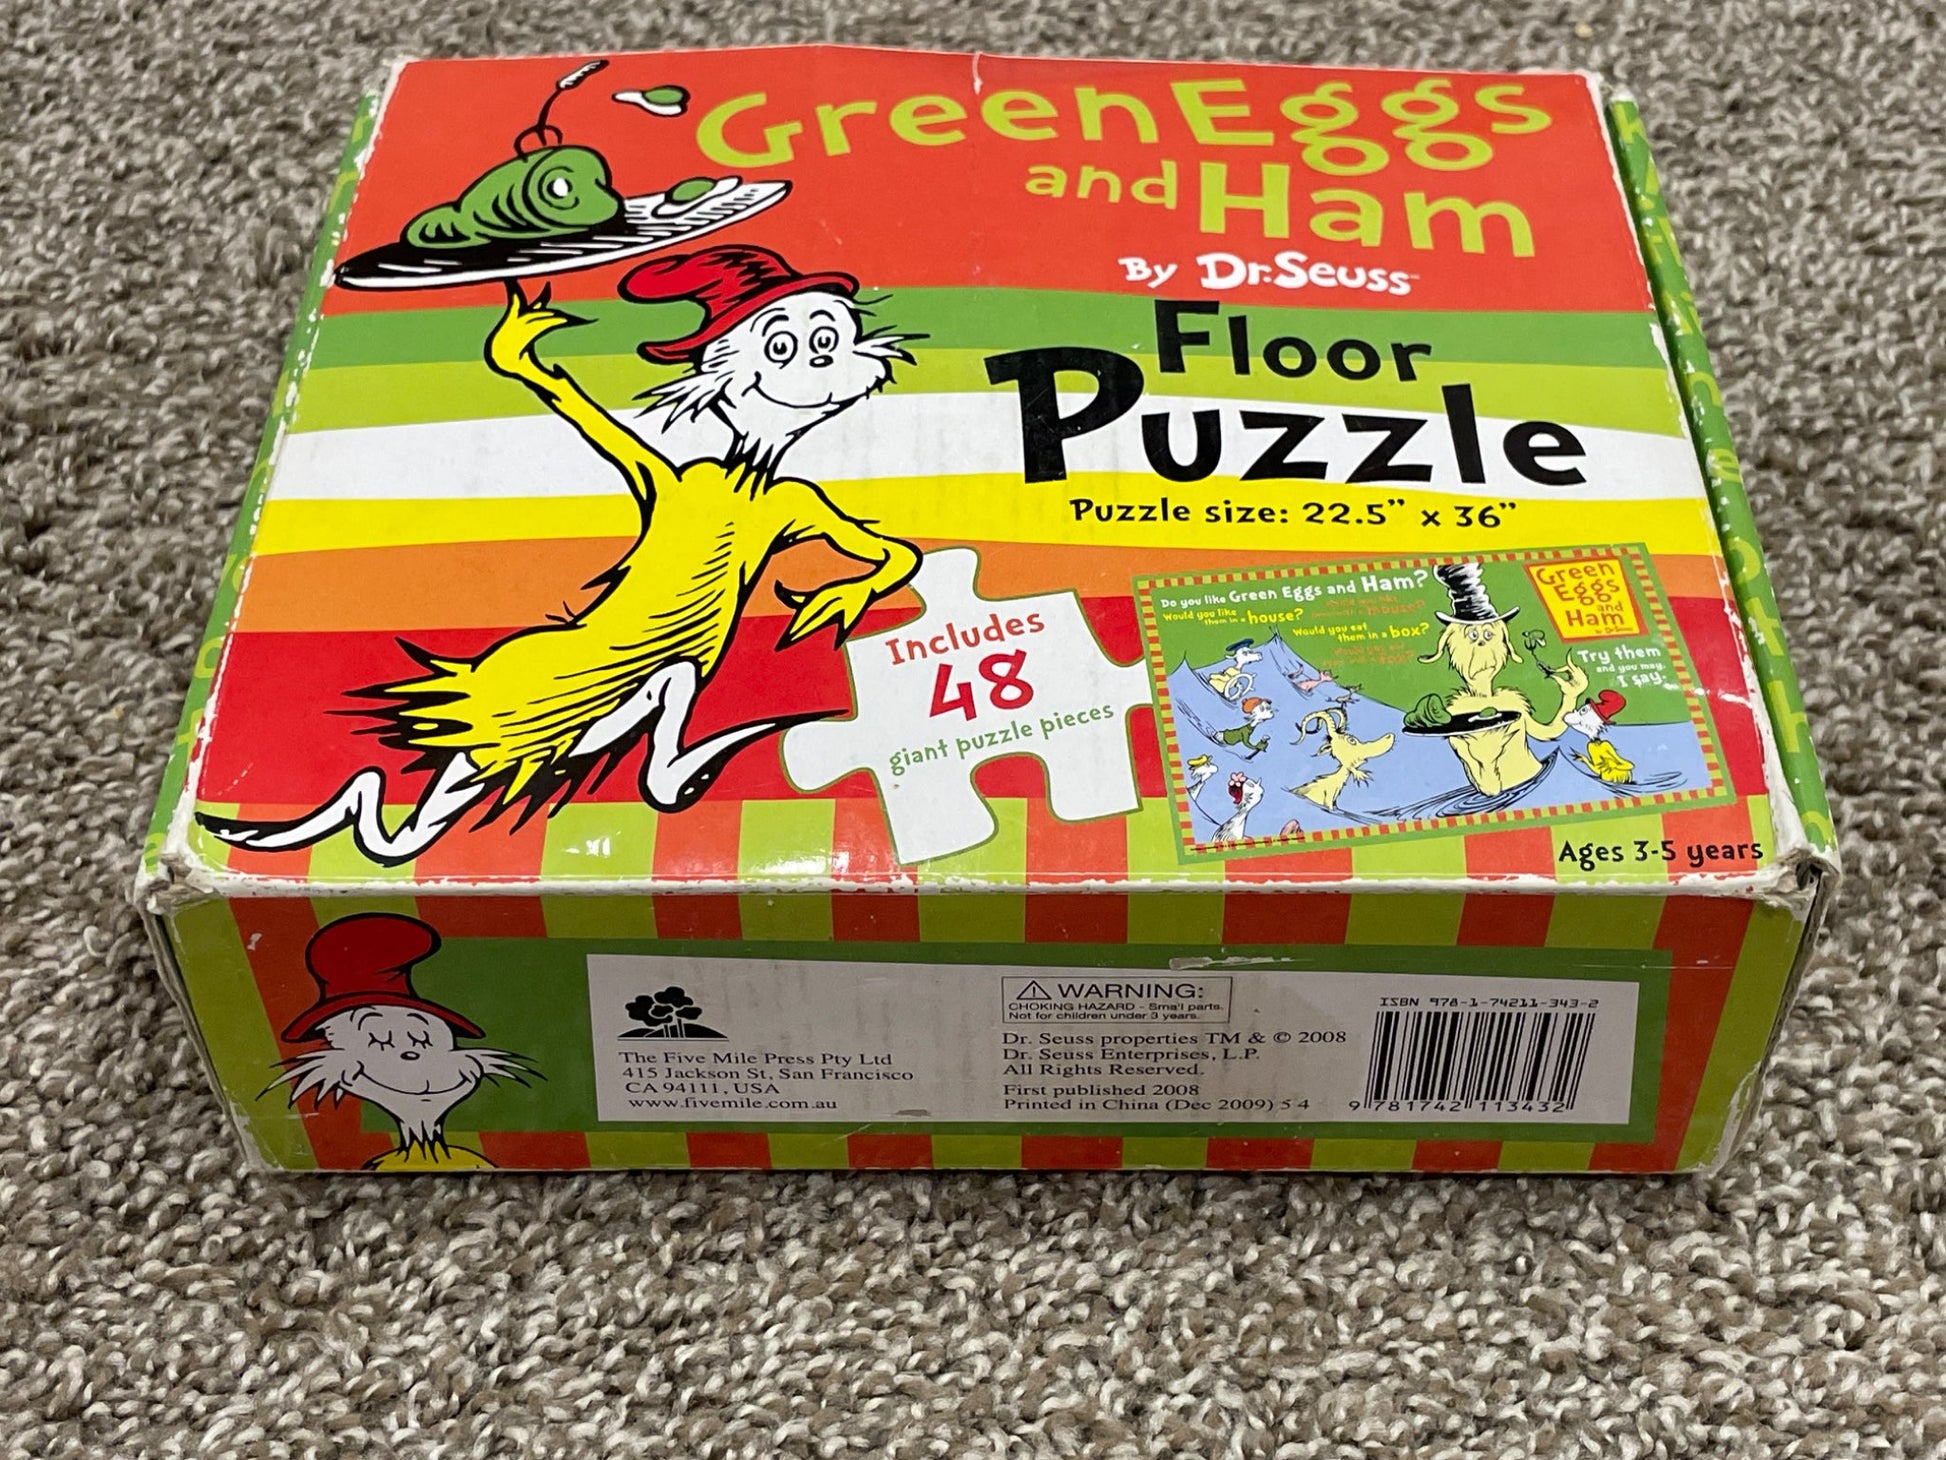 Green Eggs
and Ham
By Dr. Seuss
Floor
Puzzle
Puzzle size: 22.5” x 36”
Includes
48
giant puzzle pieces
Do you like Green Eggs and Ham?
Would you like
them in a house?
Would you eat
them in a box?
Green
Eggs
and
Ham
Try them
and you may,
I say.
Ages 3-5 years
The Five Mile Press Pty Ltd
415 Jackson St, San Francisco
CA 94111, USA
www.fivemile.com.au
WARNING:
CHOKING HAZARD - Small parts.
Not for children under 3 years.
Dr. Seuss properties TM & © 2008
Dr. Seuss Enterprises, L.P.
All Rights Reserved.
First published 2008
Printed in China (Dec 2009) 5 4
ISBN 978-1-74211-343-2
9 781742 113432